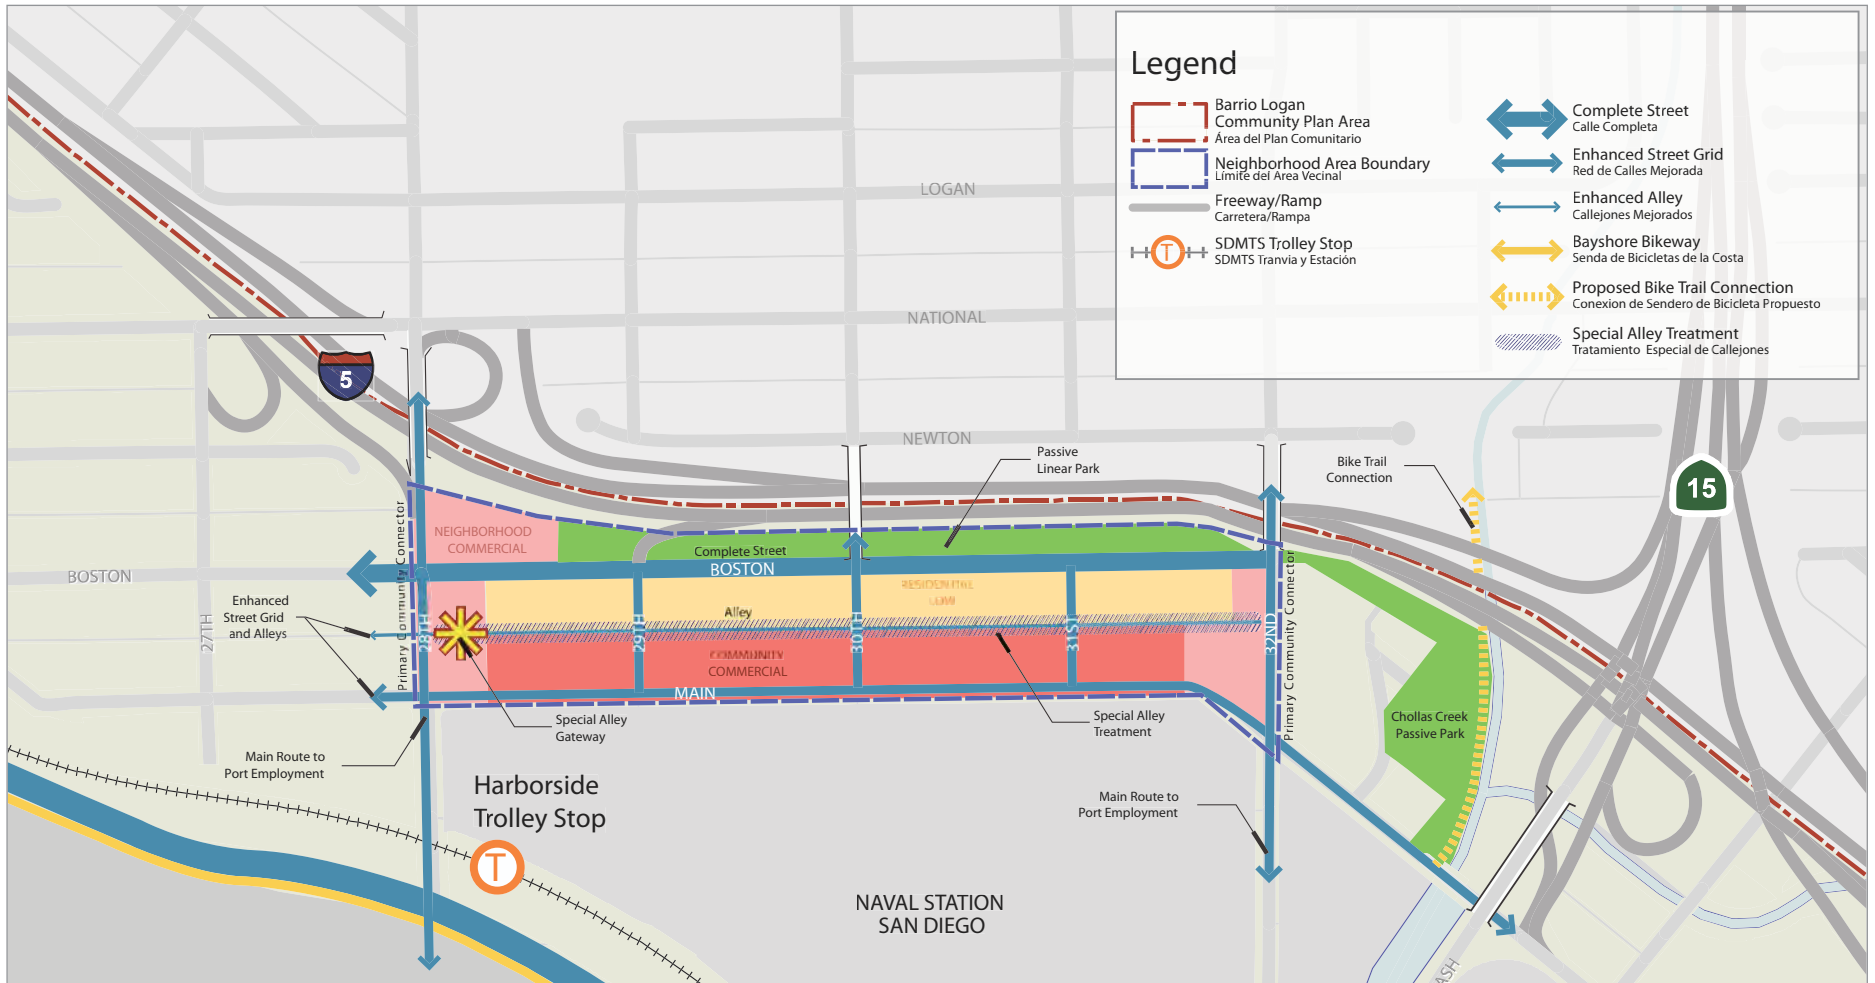 Legend
Barrio Logan
Community Plan Area
Área del Plan Comunitario
Neighborhood Area Boundary
Límite del Area Vecinal
Freeway/Ramp
Carretera/Rampa
T
SDMTS Trolley Stop
SDMTS Tranvia y Estación
Complete Street
Calle Completa
Enhanced Street Grid
Red de Calles Mejorada
Enhanced Alley
Callejones Mejorados
Bayshore Bikeway
Senda de Bicicletas de la Costa
Proposed Bike Trail Connection
Conexion de Sendero de Bicicleta Propuesto
Special Alley Treatment
Tratamiento Especial de Callejones
LOGAN
NATIONAL
5
NEWTON
Passive
Linear Park
Bike Trail
Connection
15
NEIGHBORHOOD
COMMERCIAL
Complete Street
BOSTON
BOSTON
RESIDENTIAL
LOW
Alley
Enhanced
Street Grid
and Alleys
27TH
Primary Community Connector
28TH
29TH
30TH
31ST
32ND
Primary Community Connector
COMMUNITY
COMMERCIAL
MAIN
Special Alley
Gateway
Special Alley
Treatment
Chollas Creek
Passive Park
Main Route to
Port Employment
Harborside
Trolley Stop
T
Main Route to
Port Employment
NAVAL STATION
SAN DIEGO
ASH